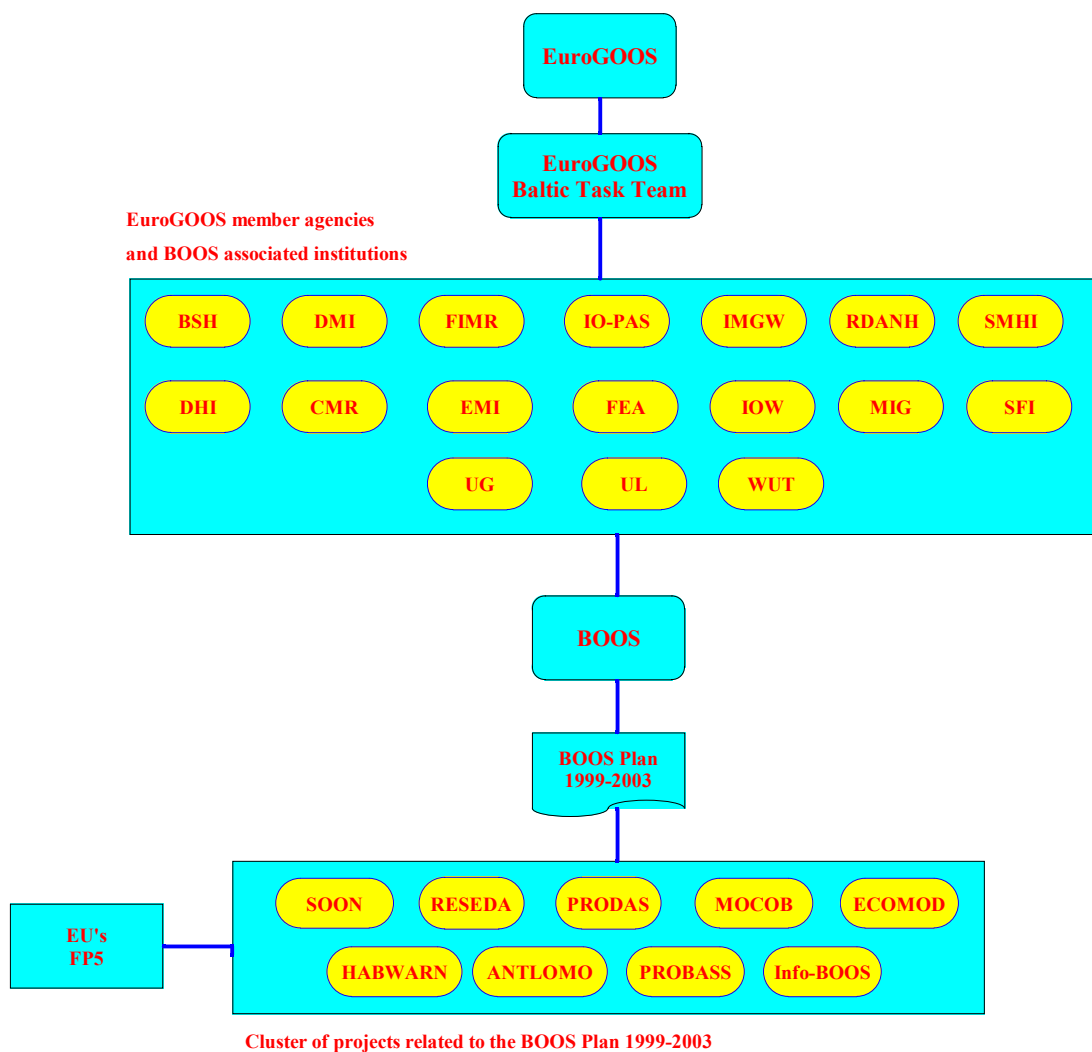 EuroGOOS
EuroGOOS
Baltic Task Team
EuroGOOS member agencies
and BOOS associated institutions
BSH DMI FIMR IO-PAS IMGW RDANH SMHI
DHI CMR EMI FEA IOW MIG SFI
UG UL WUT
BOOS
BOOS Plan
1999-2003
SOON RESEDA PRODAS MOCOB ECOMOD
EU's
FP5
HABWARN ANTLOMO PROBASS Info-BOOS
Cluster of projects related to the BOOS Plan 1999-2003